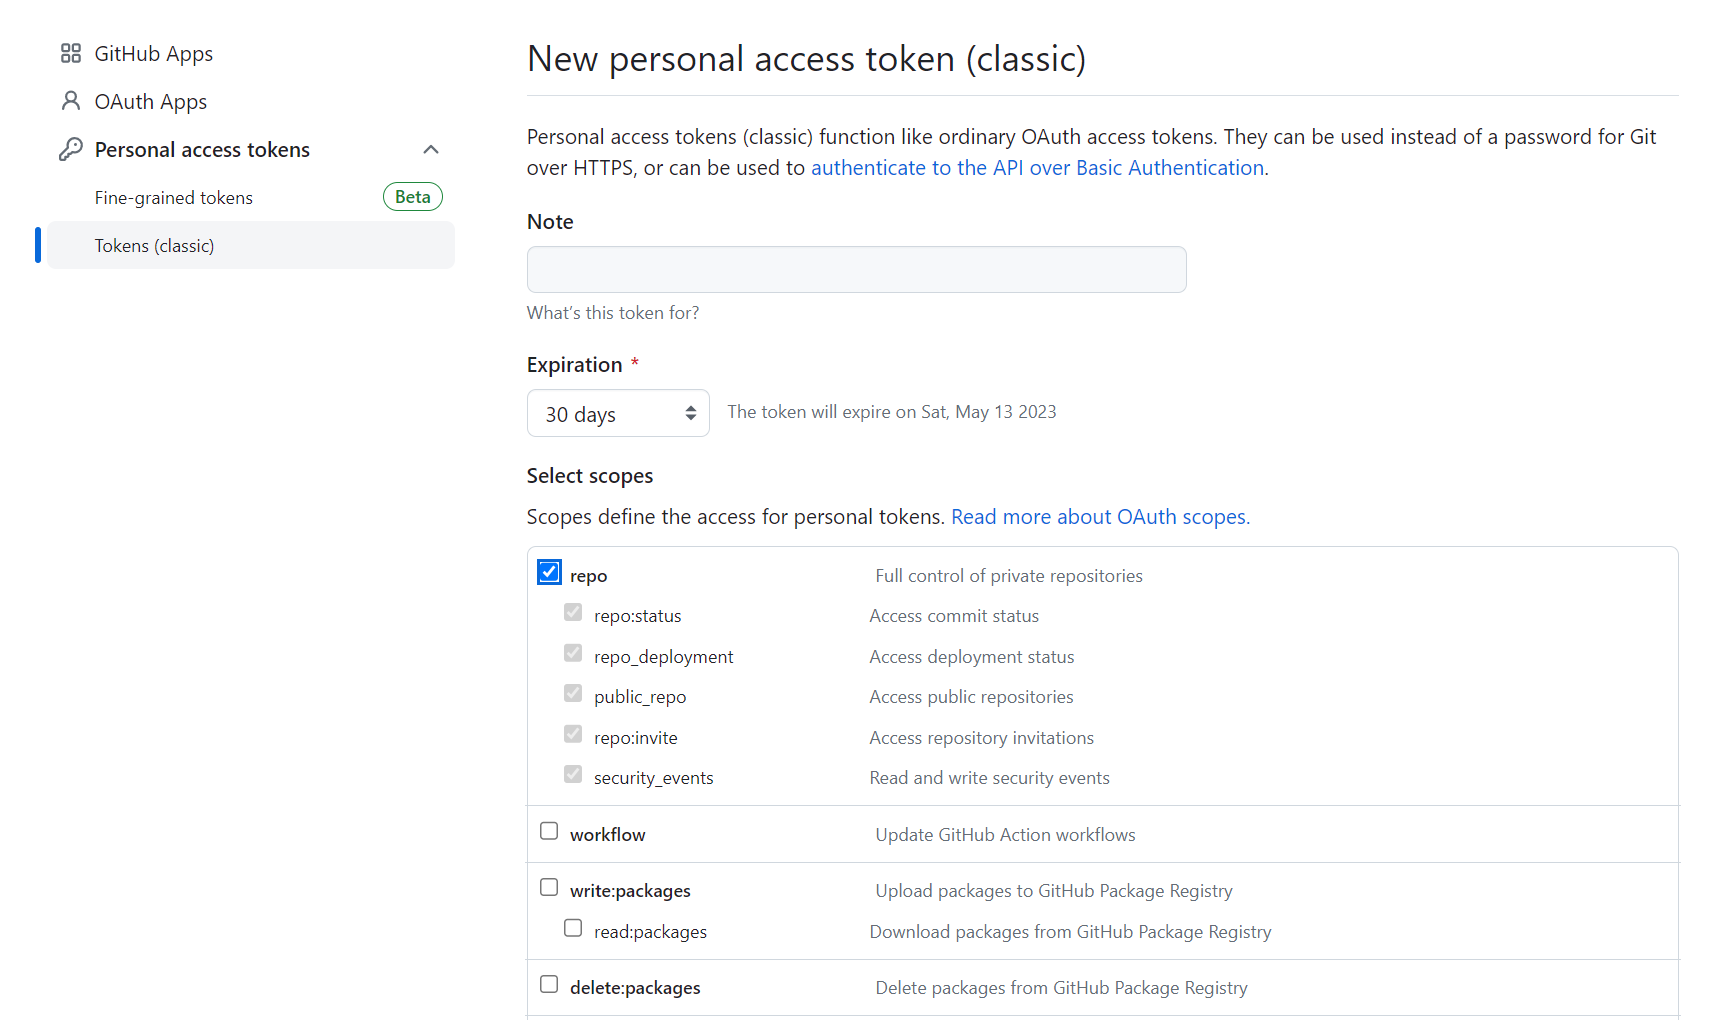 GitHub Apps
OAuth Apps
Personal access tokens
Fine-grained tokens Beta
Tokens (classic)
New personal access token (classic)
Personal access tokens (classic) function like ordinary OAuth access tokens. They can be used instead of a password for Git
over HTTPS, or can be used to authenticate to the API over Basic Authentication.
Note
What's this token for?
Expiration *
30 days The token will expire on Sat, May 13 2023
Select scopes
Scopes define the access for personal tokens. Read more about OAuth scopes.
repo Full control of private repositories
repo:status Access commit status
repo_deployment Access deployment status
public_repo Access public repositories
repo:invite Access repository invitations
security_events Read and write security events
workflow Update GitHub Action workflows
write:packages Upload packages to GitHub Package Registry
read:packages Download packages from GitHub Package Registry
delete:packages Delete packages from GitHub Package Registry